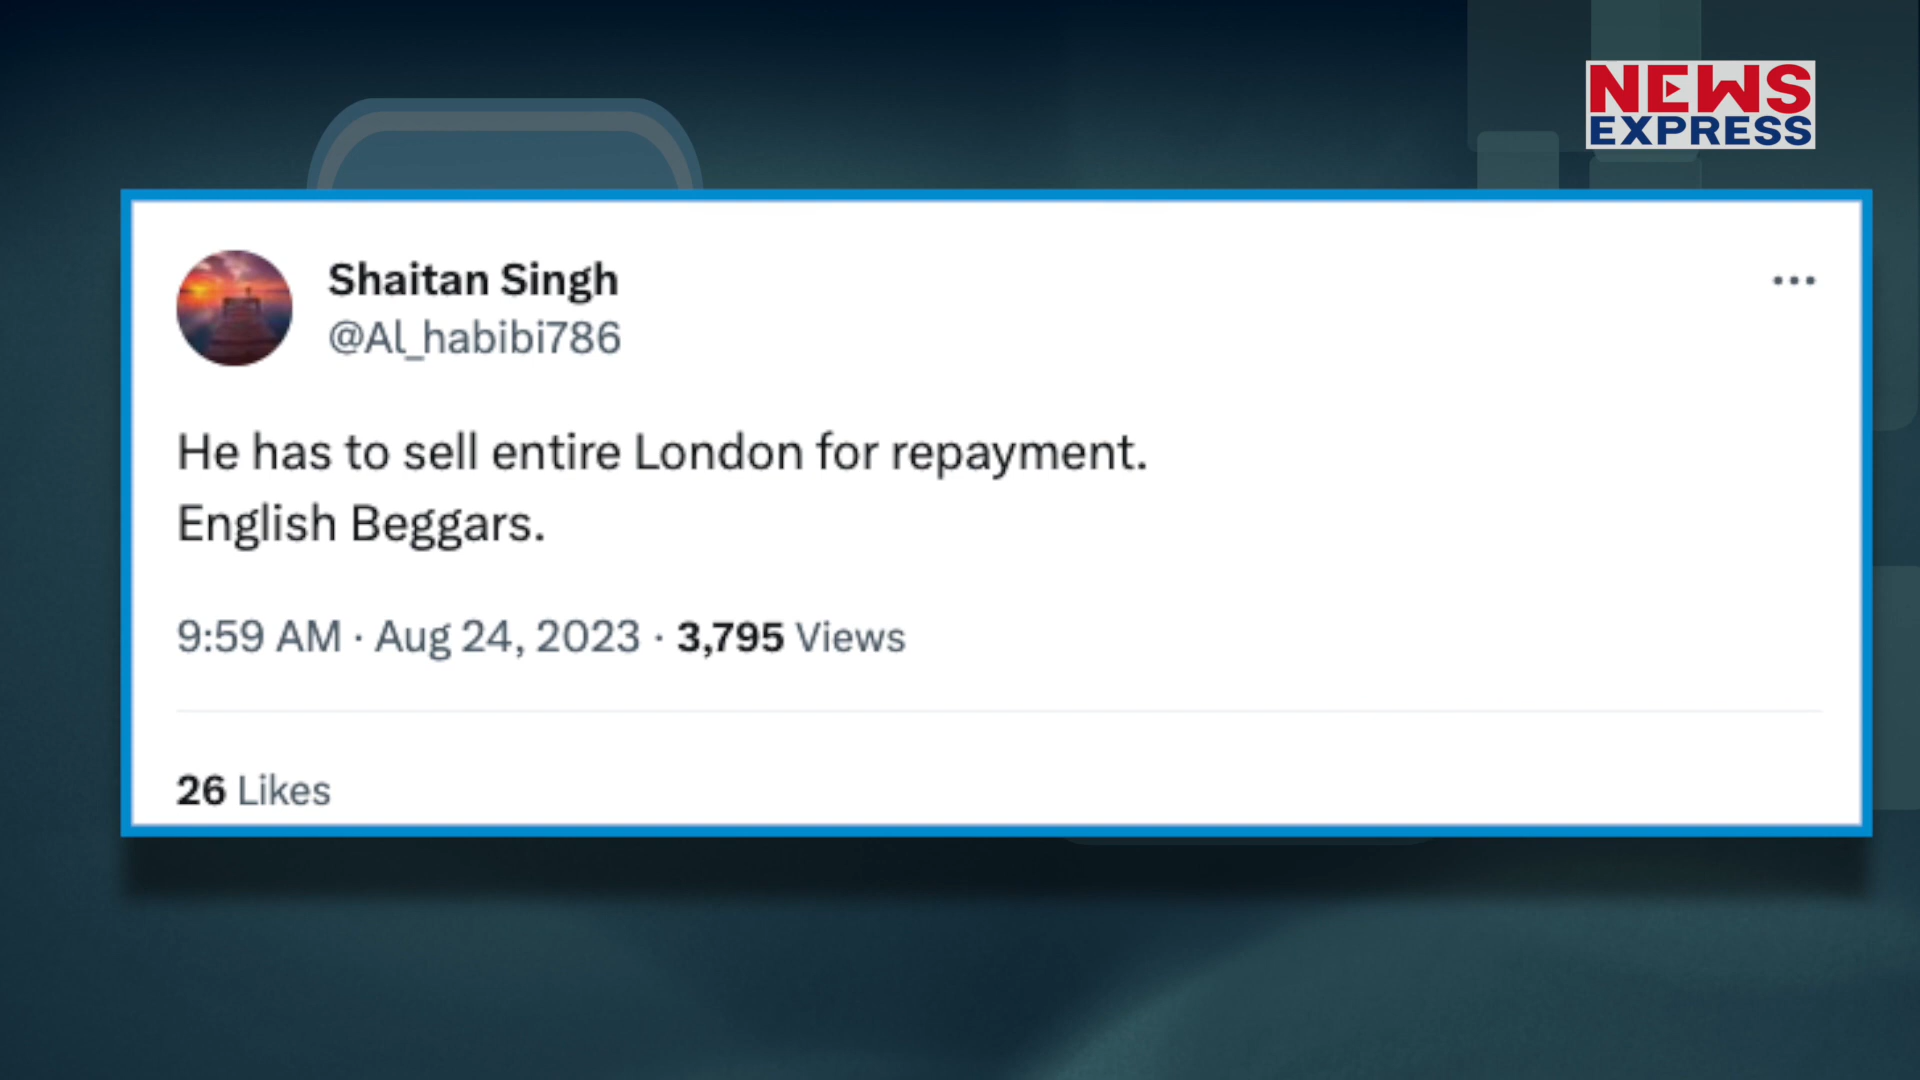 NEWS
EXPRESS
Shaitan Singh
@Al_habibi786
He has to sell entire London for repayment.
English Beggars.
9:59 AM · Aug 24, 2023 · 3,795 Views
26 Likes